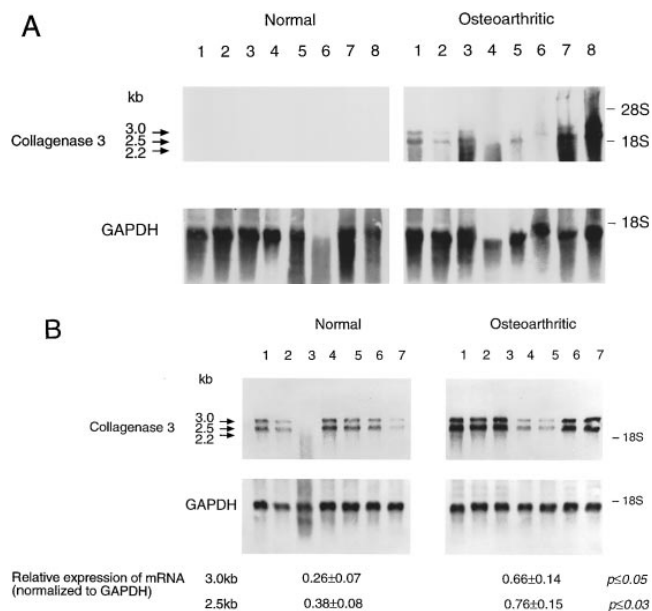 A
Normal Osteoarthritic
1 2 3 4 5 6 7 8 1 2 3 4 5 6 7 8
kb
28S
Collagenase 3 3.0
2.5 18S
2.2
GAPDH 18S
B
Normal Osteoarthritic
1 2 3 4 5 6 7 1 2 3 4 5 6 7
kb
Collagenase 3 3.0
2.5
2.2 18S
GAPDH 18S
Relative expression of mRNA 3.0kb 0.26±0.07 0.66±0.14 p≤0.05
(normalized to GAPDH)
2.5kb 0.38±0.08 0.76±0.15 p≤0.03